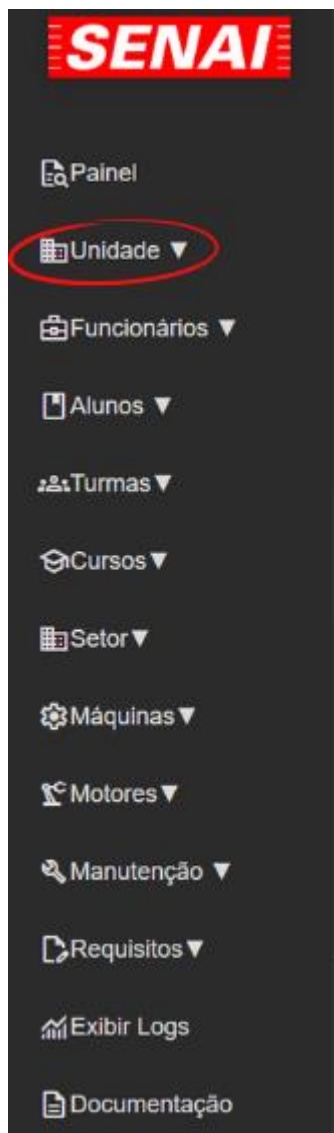 SENAI
Painel
Unidade ▼
Funcionários ▼
Alunos ▼
Turmas ▼
Cursos ▼
Setor ▼
Máquinas ▼
Motores ▼
Manutenção ▼
Requisitos ▼
Exibir Logs
Documentação